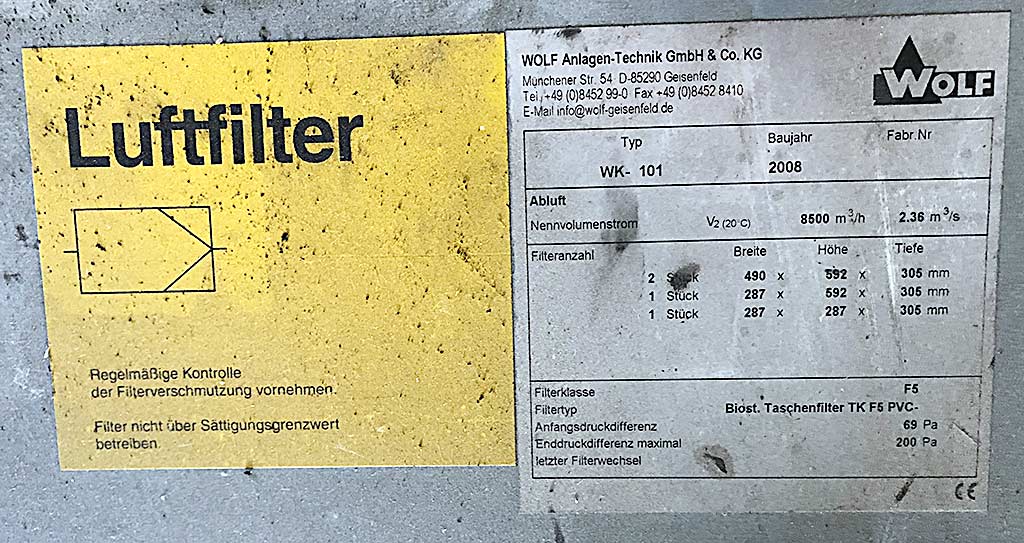 Luftfilter
Regelmäßige Kontrolle
der Filterverschmutzung vornehmen.
Filter nicht über Sättigungsgrenzwert
betreiben.
WOLF Anlagen-Technik GmbH & Co. KG
Münchener Str. 54 D-85290 Geisenfeld
Tel. +49 (0)8452 99-0 Fax +49 (0)8452 8410
E-Mail info@wolf-geisenfeld.de
WOLF
Typ Baujahr Fabr.Nr
WK- 101 2008
Abluft
Nennvolumenstrom V2 (20°C) 8500 m³/h 2.36 m³/s
Filteranzahl Breite Höhe Tiefe
2 Stück 490 x 592 x 305 mm
1 Stück 287 x 592 x 305 mm
1 Stück 287 x 287 x 305 mm
Filterklasse F5
Filtertyp Biost. Taschenfilter TK F5 PVC-
Anfangsdruckdifferenz 69 Pa
Enddruckdifferenz maximal 200 Pa
letzter Filterwechsel
CE